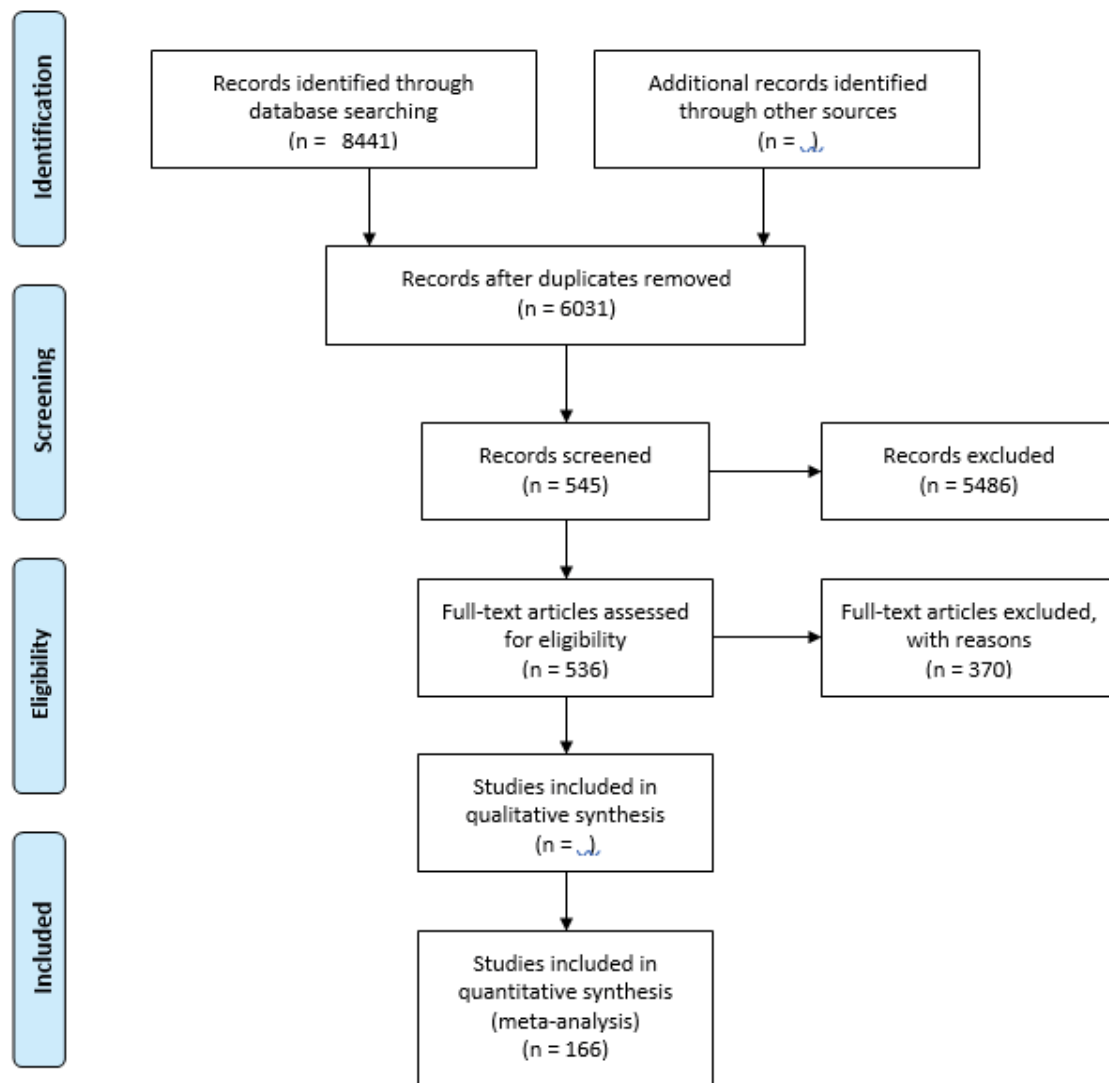 Identification
Records identified through
database searching
(n = 8441)
Additional records identified
through other sources
(n = )
Records after duplicates removed
(n = 6031)
Screening
Records screened
(n = 545)
Records excluded
(n = 5486)
Eligibility
Full-text articles assessed
for eligibility
(n = 536)
Full-text articles excluded,
with reasons
(n = 370)
Studies included in
qualitative synthesis
(n = )
Included
Studies included in
quantitative synthesis
(meta-analysis)
(n = 166)